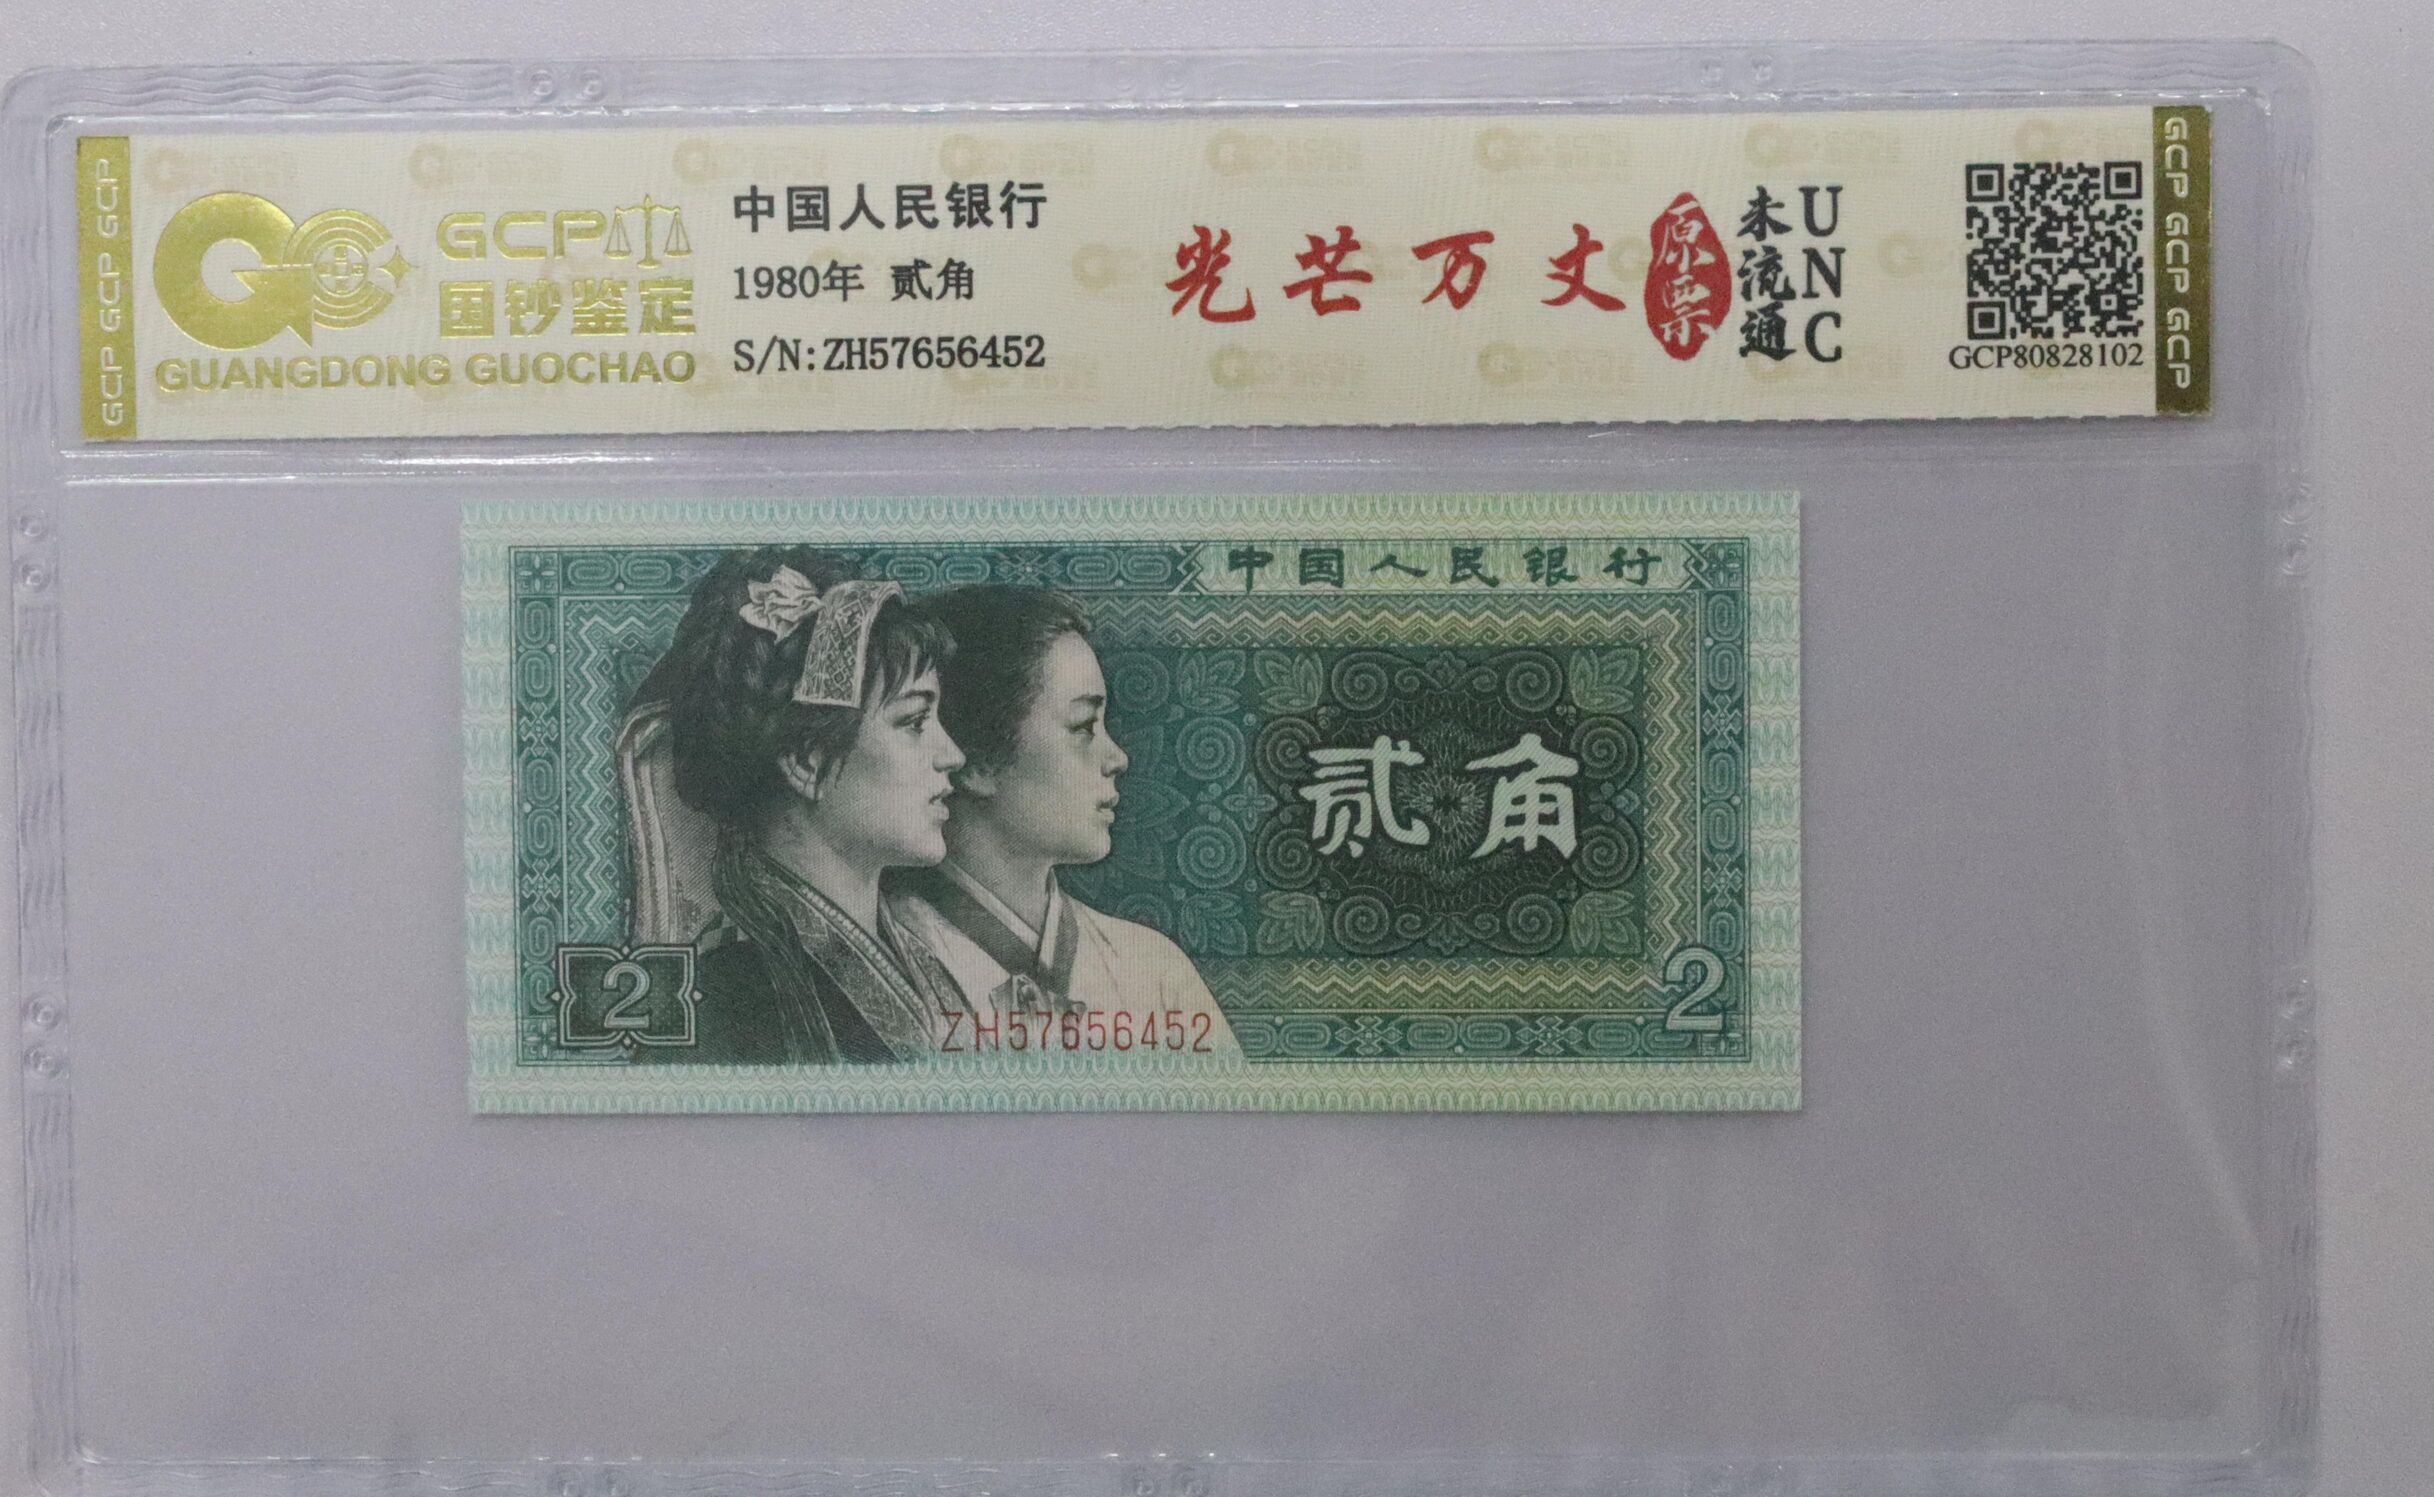 GCP GCP GCP
GCP
国钞鉴定
GUANGDONG GUOCHAO
中国人民银行
1980年 贰角
S/N:ZH57656452
光芒万丈
原票
未流通
UNC
GCP80828102
GCP GCP GCP
中国人民银行
贰角
2
ZH57656452
2